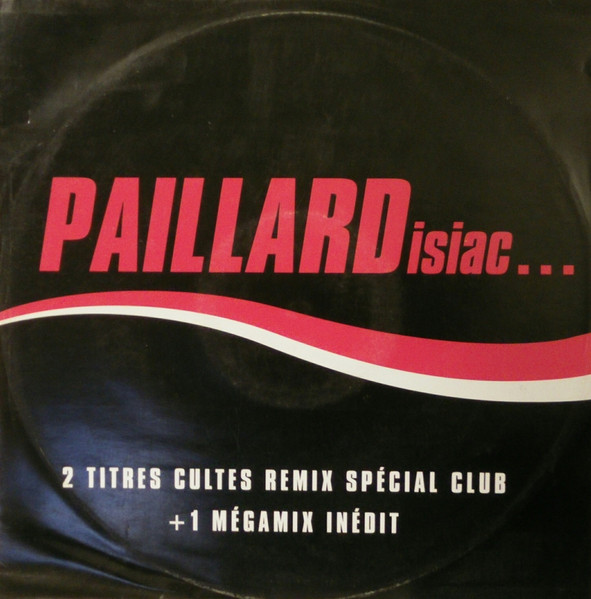 PAILLARDisiac...
2 TITRES CULTES REMIX SPÉCIAL CLUB
+1 MÉGAMIX INÉDIT